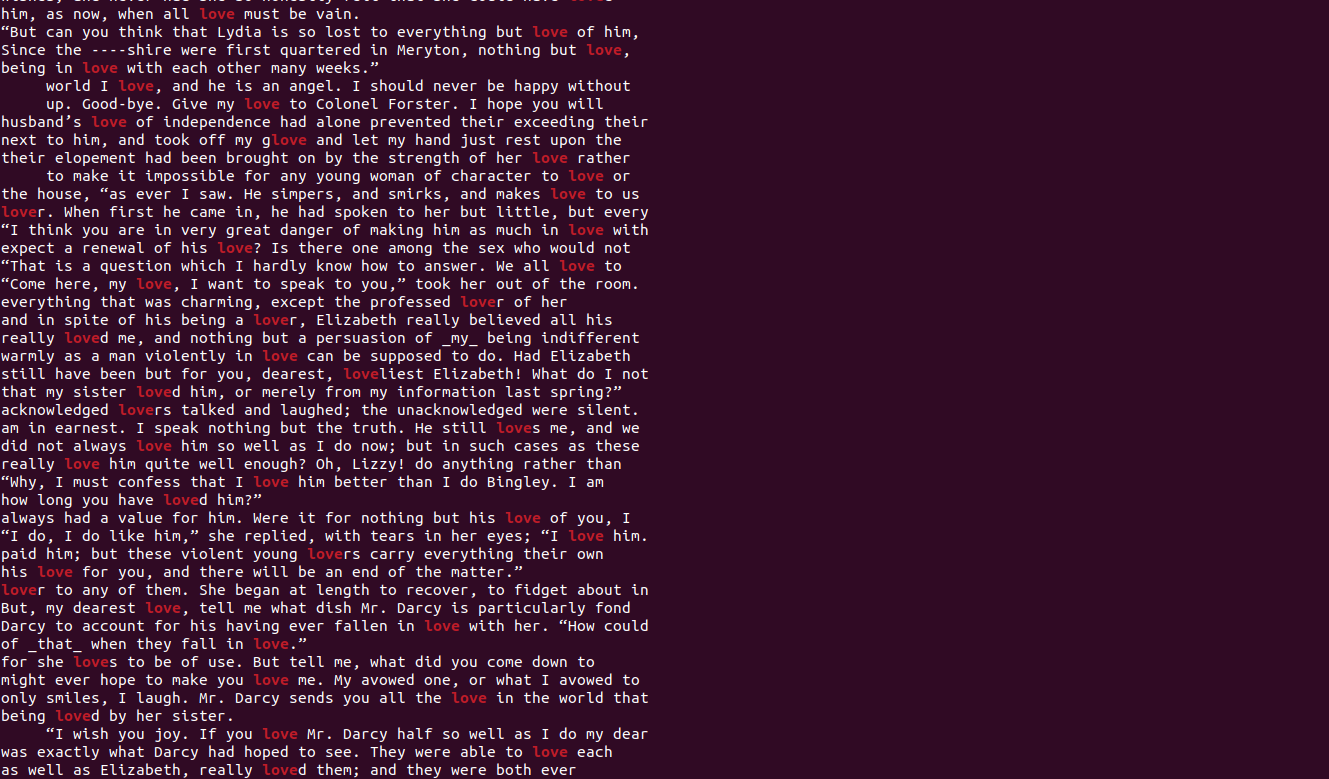 him, as now, when all love must be vain.
“But can you think that Lydia is so lost to everything but love of him,
Since the ----shire were first quartered in Meryton, nothing but love,
being in love with each other many weeks.”
world I love, and he is an angel. I should never be happy without
up. Good-bye. Give my love to Colonel Forster. I hope you will
husband’s love of independence had alone prevented their exceeding their
next to him, and took off my glove and let my hand just rest upon the
their elopement had been brought on by the strength of her love rather
to make it impossible for any young woman of character to love or
the house, “as ever I saw. He simpers, and smirks, and makes love to us
lover. When first he came in, he had spoken to her but little, but every
“I think you are in very great danger of making him as much in love with
expect a renewal of his love? Is there one among the sex who would not
“That is a question which I hardly know how to answer. We all love to
“Come here, my love, I want to speak to you,” took her out of the room.
everything that was charming, except the professed lover of her
and in spite of his being a lover, Elizabeth really believed all his
really loved me, and nothing but a persuasion of _my_ being indifferent
warmly as a man violently in love can be supposed to do. Had Elizabeth
still have been but for you, dearest, loveliest Elizabeth! What do I not
that my sister loved him, or merely from my information last spring?”
acknowledged lovers talked and laughed; the unacknowledged were silent.
am in earnest. I speak nothing but the truth. He still loves me, and we
did not always love him so well as I do now; but in such cases as these
really love him quite well enough? Oh, Lizzy! do anything rather than
“Why, I must confess that I love him better than I do Bingley. I am
how long you have loved him?”
always had a value for him. Were it for nothing but his love of you, I
“I do, I do like him,” she replied, with tears in her eyes; “I love him.
paid him; but these violent young lovers carry everything their own
his love for you, and there will be an end of the matter.”
lover to any of them. She began at length to recover, to fidget about in
But, my dearest love, tell me what dish Mr. Darcy is particularly fond
Darcy to account for his having ever fallen in love with her. “How could
of _that_ when they fall in love.”
for she loves to be of use. But tell me, what did you come down to
might ever hope to make you love me. My avowed one, or what I avowed to
only smiles, I laugh. Mr. Darcy sends you all the love in the world that
being loved by her sister.
“I wish you joy. If you love Mr. Darcy half so well as I do my dear
was exactly what Darcy had hoped to see. They were able to love each
as well as Elizabeth, really loved them; and they were both ever